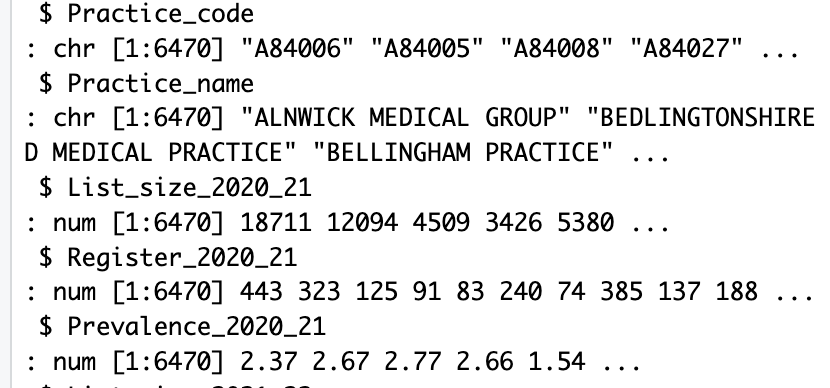 $ Practice_code
: chr [1:6470] "A84006" "A84005" "A84008" "A84027" ...
$ Practice_name
: chr [1:6470] "ALNWICK MEDICAL GROUP" "BEDLINGTONSHIRE
D MEDICAL PRACTICE" "BELLINGHAM PRACTICE" ...
$ List_size_2020_21
: num [1:6470] 18711 12094 4509 3426 5380 ...
$ Register_2020_21
: num [1:6470] 443 323 125 91 83 240 74 385 137 188 ...
$ Prevalence_2020_21
: num [1:6470] 2.37 2.67 2.77 2.66 1.54 ...